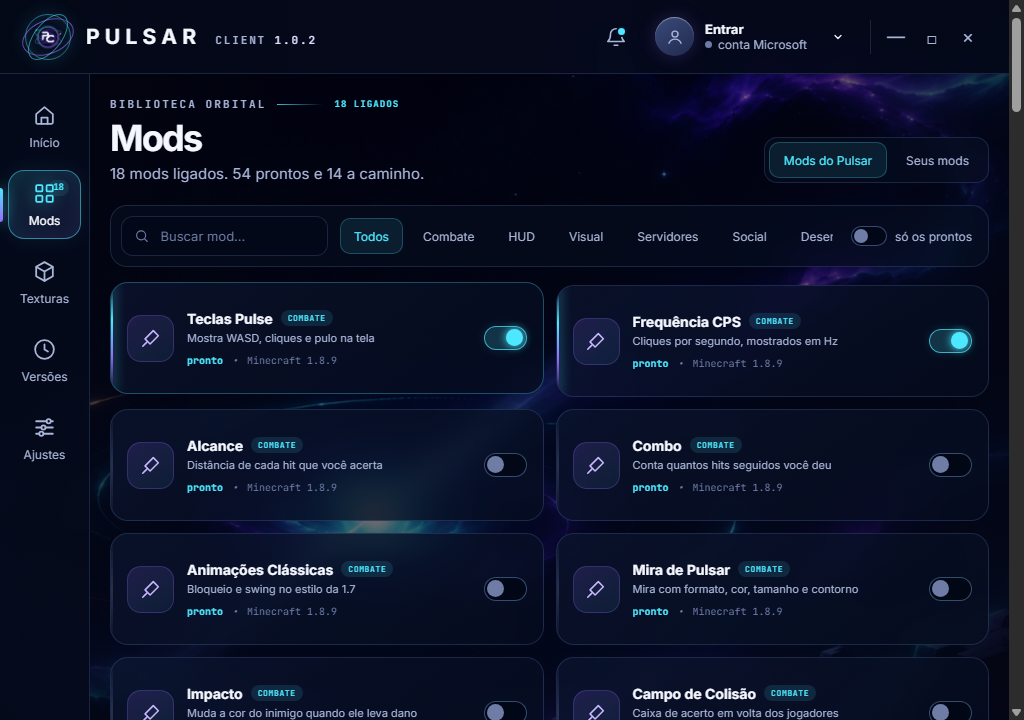 PULSAR CLIENT 1.0.2
Entrar
conta Microsoft
Início
18
Mods
Texturas
Versões
Ajustes
BIBLIOTECA ORBITAL 18 LIGADOS
Mods
18 mods ligados. 54 prontos e 14 a caminho.
Mods do Pulsar Seus mods
Buscar mod... Todos Combate HUD Visual Servidores Social Deser só os prontos
Teclas Pulse COMBATE
Mostra WASD, cliques e pulo na tela
pronto • Minecraft 1.8.9
Frequência CPS COMBATE
Cliques por segundo, mostrados em Hz
pronto • Minecraft 1.8.9
Alcance COMBATE
Distância de cada hit que você acerta
pronto • Minecraft 1.8.9
Combo COMBATE
Conta quantos hits seguidos você deu
pronto • Minecraft 1.8.9
Animações Clássicas COMBATE
Bloqueio e swing no estilo da 1.7
pronto • Minecraft 1.8.9
Mira de Pulsar COMBATE
Mira com formato, cor, tamanho e contorno
pronto • Minecraft 1.8.9
Impacto COMBATE
Muda a cor do inimigo quando ele leva dano
Campo de Colisão COMBATE
Caixa de acerto em volta dos jogadores